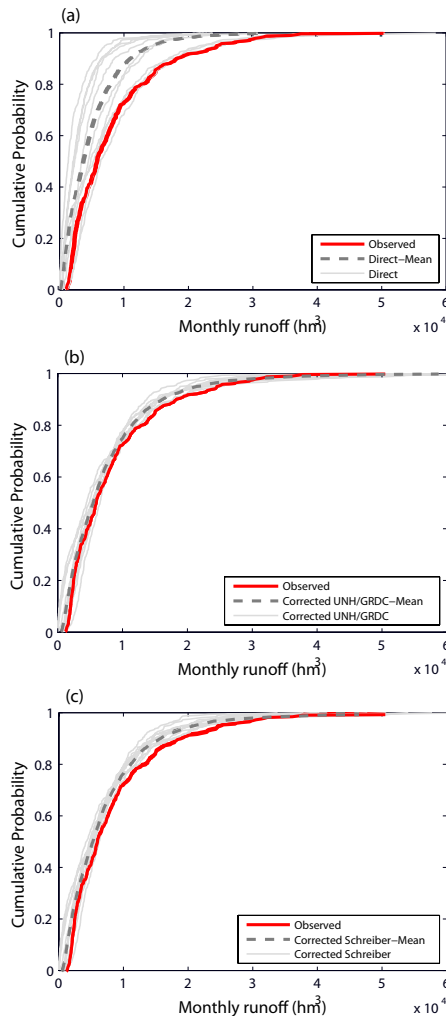 (a)
1
0.8
0.6
0.4
0.2
0
Cumulative Probability
Observed
Direct−Mean
Direct
0 1 2 3 4 5 6
Monthly runoff (hm3)
x 10^4
(b)
1
0.8
0.6
0.4
0.2
0
Cumulative Probability
Observed
Corrected UNH/GRDC−Mean
Corrected UNH/GRDC
0 1 2 3 4 5 6
Monthly runoff (hm3)
x 10^4
(c)
1
0.8
0.6
0.4
0.2
0
Cumulative Probability
Observed
Corrected Schreiber−Mean
Corrected Schreiber
0 1 2 3 4 5 6
Monthly runoff (hm3)
x 10^4